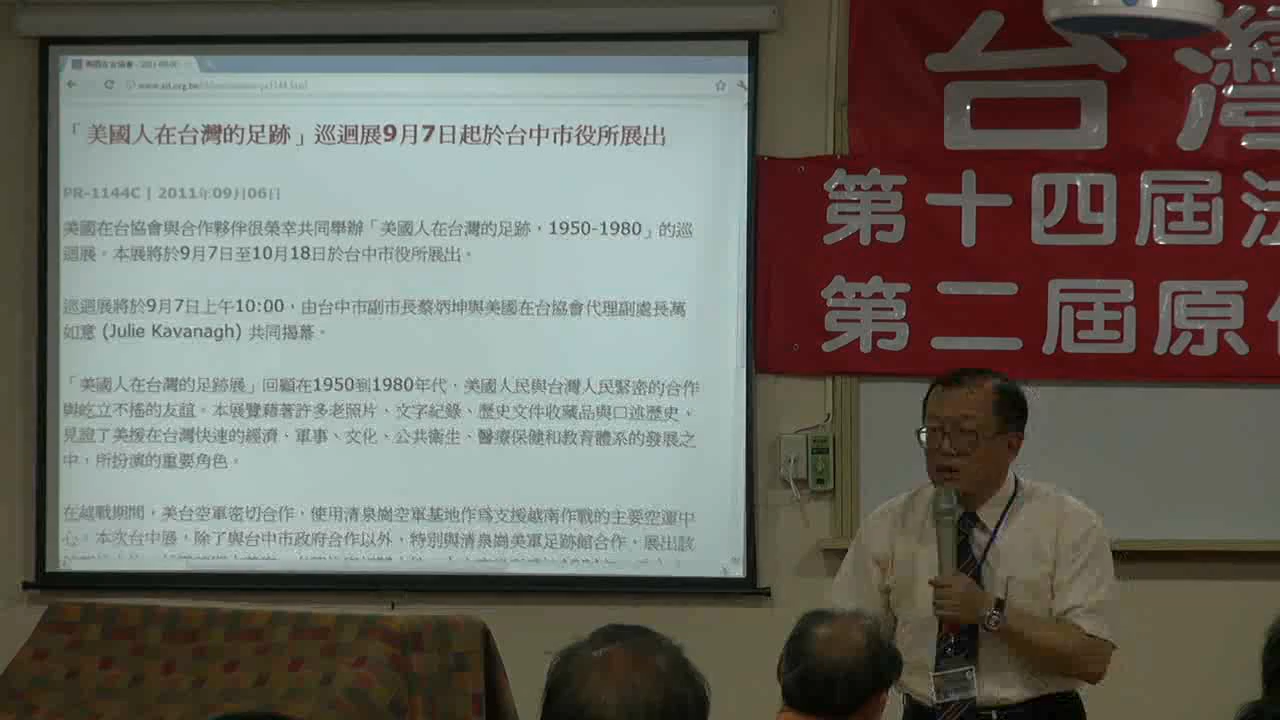 美國在台協會
www.ait.org.tw
「美國人在台灣的足跡」巡迴展9月7日起於台中市役所展出
PR-1144C | 2011年09月06日
美國在台協會與合作夥伴很榮幸共同舉辦「美國人在台灣的足跡，1950-1980」的巡
迴展。本展將於9月7日至10月18日於台中市役所展出。
巡迴展將於9月7日上午10:00，由台中市副市長蔡炳坤與美國在台協會代理副處長萬
如意 (Julie Kavanagh) 共同揭幕。
「美國人在台灣的足跡展」回顧在1950到1980年代，美國人民與台灣人民緊密的合作
與屹立不搖的友誼。本展覽藉著許多老照片、文字紀錄、歷史文件收藏品與口述歷史，
見證了美援在台灣快速的經濟、軍事、文化、公共衛生、醫療保健和教育體系的發展之
中，所扮演的重要角色。
在越戰期間，美台空軍密切合作，使用清泉崗空軍基地作為支援越南作戰的主要空運中
心。本次台中展，除了與台中市政府合作以外，特別與清泉崗美軍足跡館合作，展出該
台灣
第十四屆法
第二屆原住